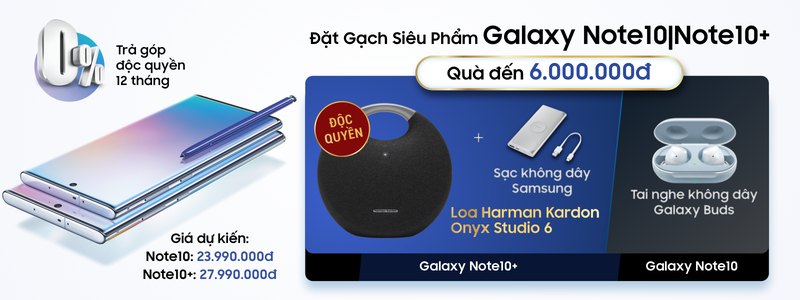 0%
Trả góp
độc quyền
12 tháng
Giá dự kiến:
Note10: 23.990.000đ
Note10+: 27.990.000đ
Đặt Gạch Siêu Phẩm Galaxy Note10|Note10+
Quà đến 6.000.000đ
ĐỘC
QUYỀN
+
Sạc không dây
Samsung
Loa Harman Kardon
Onyx Studio 6
Tai nghe không dây
Galaxy Buds
Galaxy Note10+
Galaxy Note10